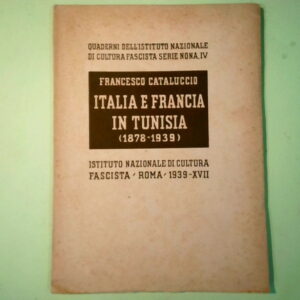 QUADERNI DELL'ISTITUTO NAZIONALE
DI CULTURA FASCISTA SERIE NONA, IV
FRANCESCO CATALUCCIO
ITALIA E FRANCIA
IN TUNISIA
(1878-1939)
ISTITUTO NAZIONALE DI CULTURA
FASCISTA - ROMA - 1939-XVII